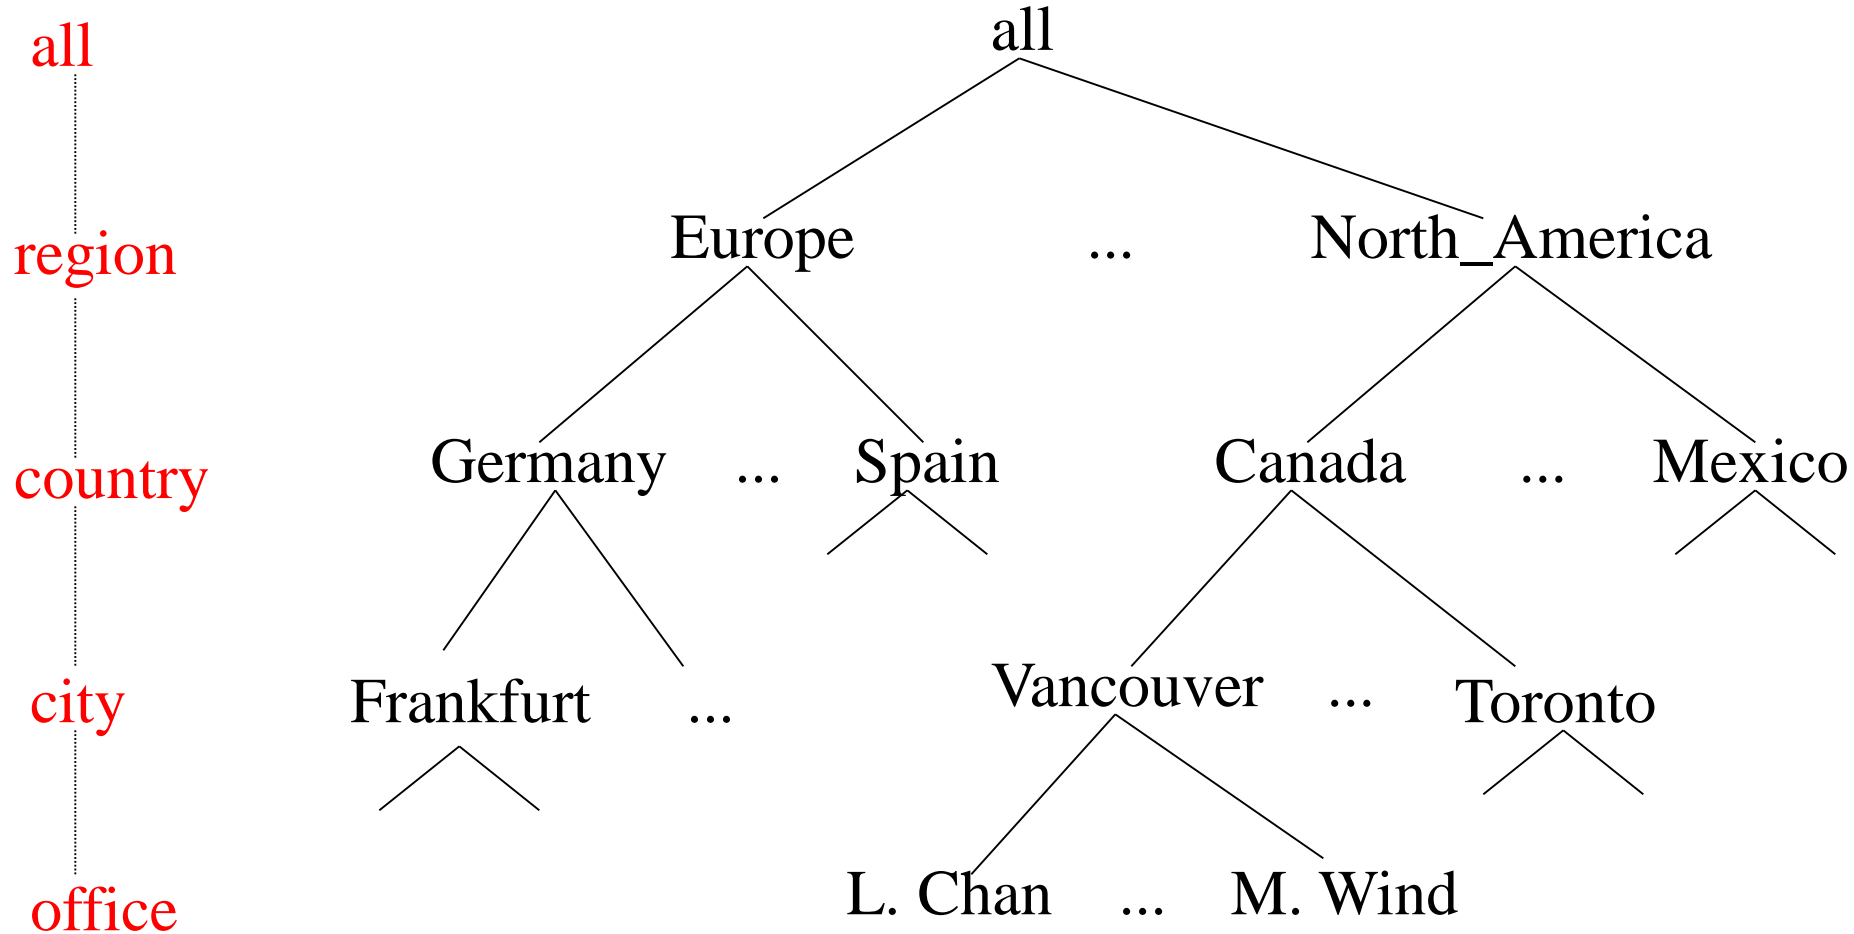 all all
region Europe ... North_America
country Germany ... Spain Canada ... Mexico
city Frankfurt ... Vancouver ... Toronto
office L. Chan ... M. Wind